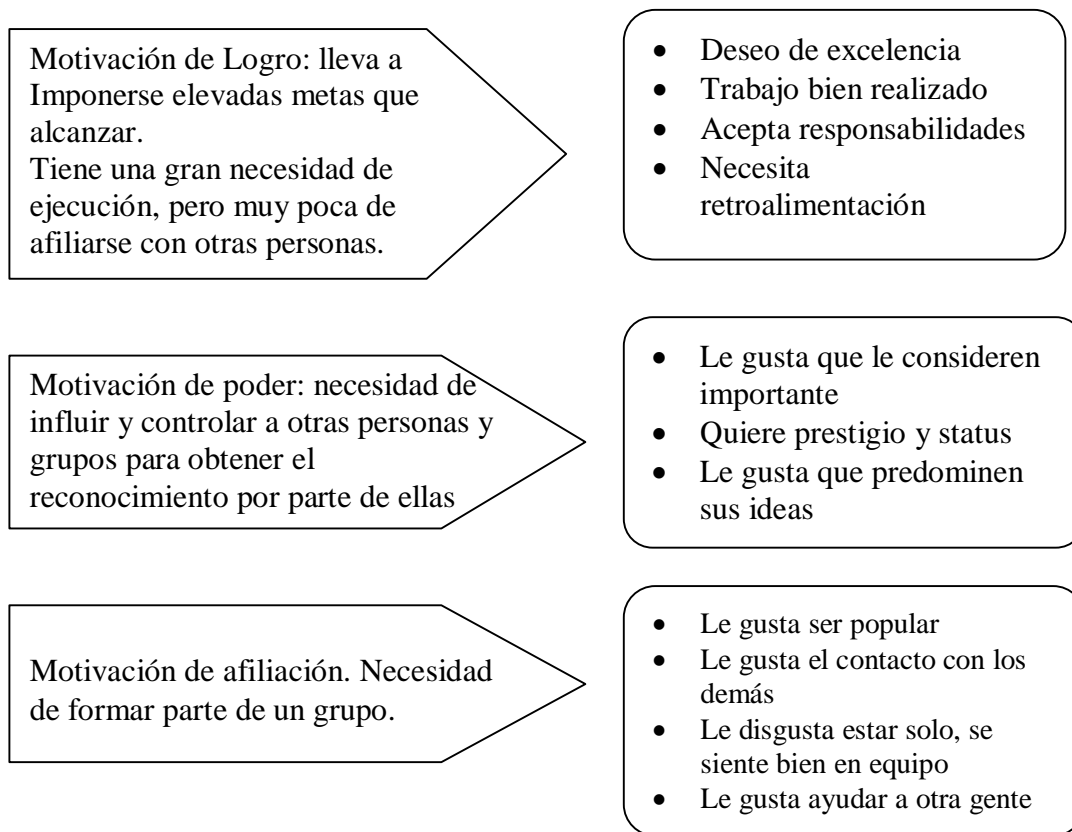 Motivación de Logro: lleva a
Imponerse elevadas metas que
alcanzar.
Tiene una gran necesidad de
ejecución, pero muy poca de
afiliarse con otras personas.
• Deseo de excelencia
• Trabajo bien realizado
• Acepta responsabilidades
• Necesita
retroalimentación
Motivación de poder: necesidad de
influir y controlar a otras personas y
grupos para obtener el
reconocimiento por parte de ellas
• Le gusta que le consideren
importante
• Quiere prestigio y status
• Le gusta que predominen
sus ideas
Motivación de afiliación. Necesidad
de formar parte de un grupo.
• Le gusta ser popular
• Le gusta el contacto con los
demás
• Le disgusta estar solo, se
siente bien en equipo
• Le gusta ayudar a otra gente